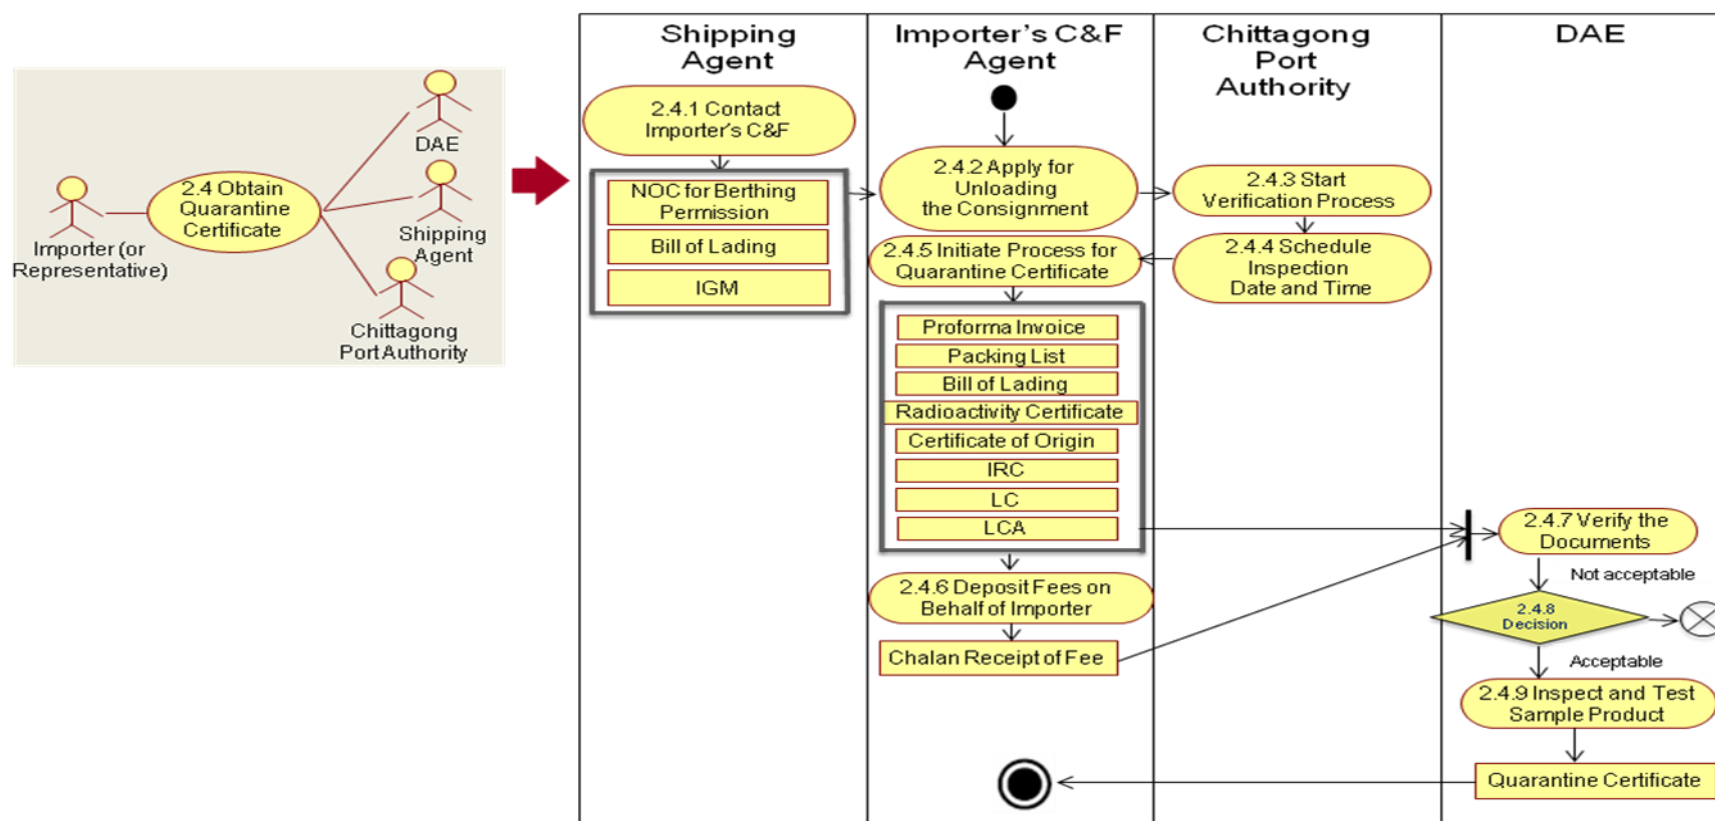 DAE
2.4 Obtain
Quarantine
Certificate
Importer (or
Representative)
Shipping
Agent
Chittagong
Port Authority
Shipping
Agent
2.4.1 Contact
Importer's C&F
NOC for Berthing
Permission
Bill of Lading
IGM
Importer's C&F
Agent
2.4.2 Apply for
Unloading
the Consignment
2.4.5 Initiate Process for
Quarantine Certificate
Proforma Invoice
Packing List
Bill of Lading
Radioactivity Certificate
Certificate of Origin
IRC
LC
LCA
2.4.6 Deposit Fees on
Behalf of Importer
Chalan Receipt of Fee
Chittagong
Port
Authority
2.4.3 Start
Verification Process
2.4.4 Schedule
Inspection
Date and Time
DAE
2.4.7 Verify the
Documents
Not acceptable
2.4.8
Decision
Acceptable
2.4.9 Inspect and Test
Sample Product
Quarantine Certificate